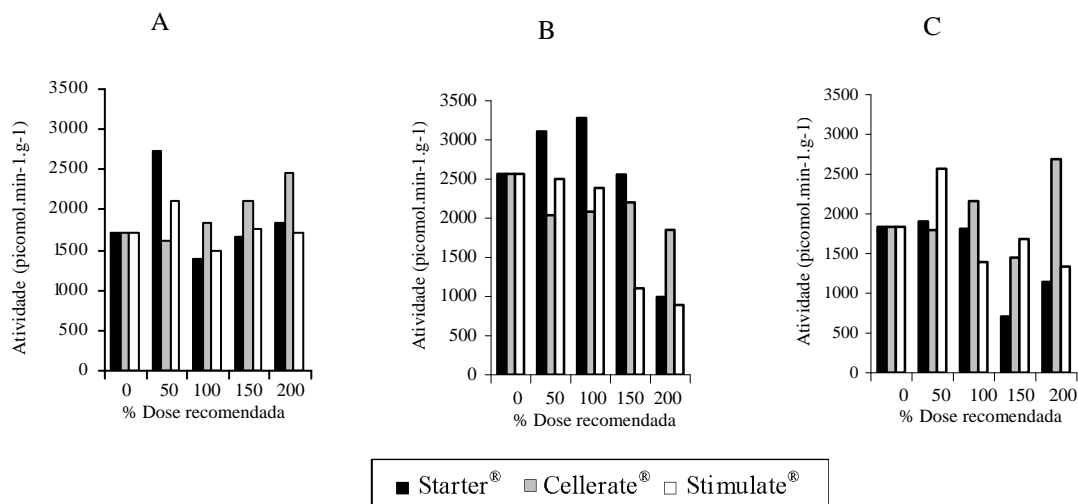 A
B
C
Atividade (picomol.min-1.g-1)
3500
3000
2500
2000
1500
1000
500
0
0 50 100 150 200
% Dose recomendada
Atividade (picomol.min-1.g-1)
3500
3000
2500
2000
1500
1000
500
0
0 50 100 150 200
% Dose recomendada
Atividade (picomol.min-1.g-1)
3500
3000
2500
2000
1500
1000
500
0
0 50 100 150 200
% Dose recomendada
Starter® Cellerate® Stimulate®